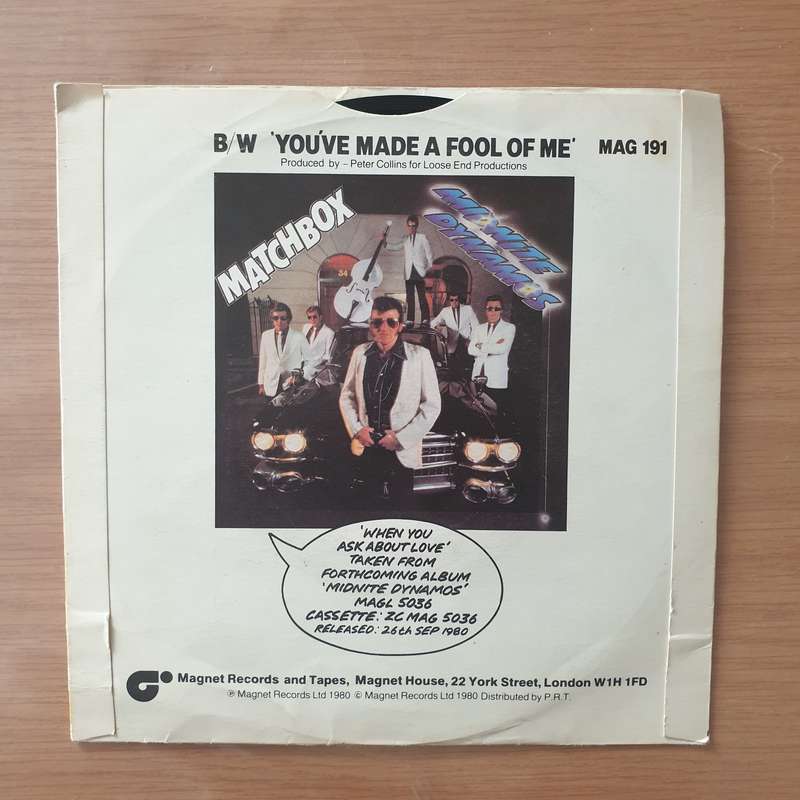 B/W 'YOU'VE MADE A FOOL OF ME' MAG 191
Produced by – Peter Collins for Loose End Productions
MATCHBOX
MIDNITE
DYNAMOS
34
'WHEN YOU
ASK ABOUT LOVE'
TAKEN FROM
FORTHCOMING ALBUM
'MIDNITE DYNAMOS'
MAGL 5036
CASSETTE: ZC MAG 5036
RELEASED: 26th SEP 1980
Magnet Records and Tapes, Magnet House, 22 York Street, London W1H 1FD
℗ Magnet Records Ltd 1980 © Magnet Records Ltd 1980 Distributed by P.R.T.